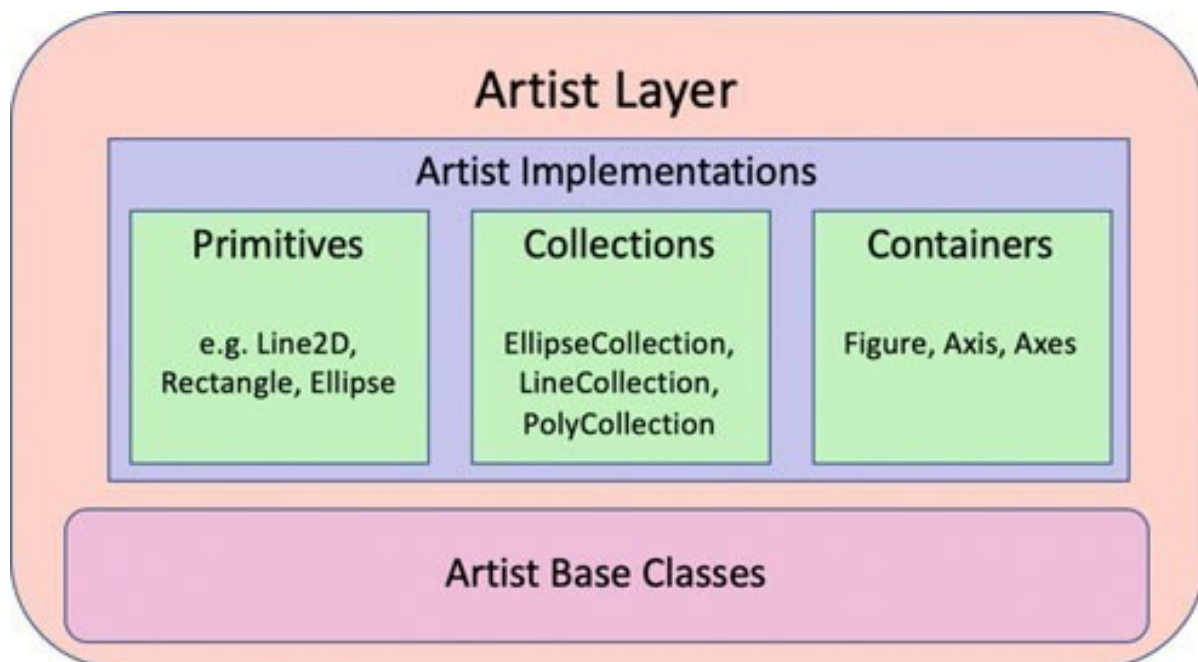 Artist Layer
Artist Implementations
Primitives
e.g. Line2D,
Rectangle, Ellipse
Collections
EllipseCollection,
LineCollection,
PolyCollection
Containers
Figure, Axis, Axes
Artist Base Classes